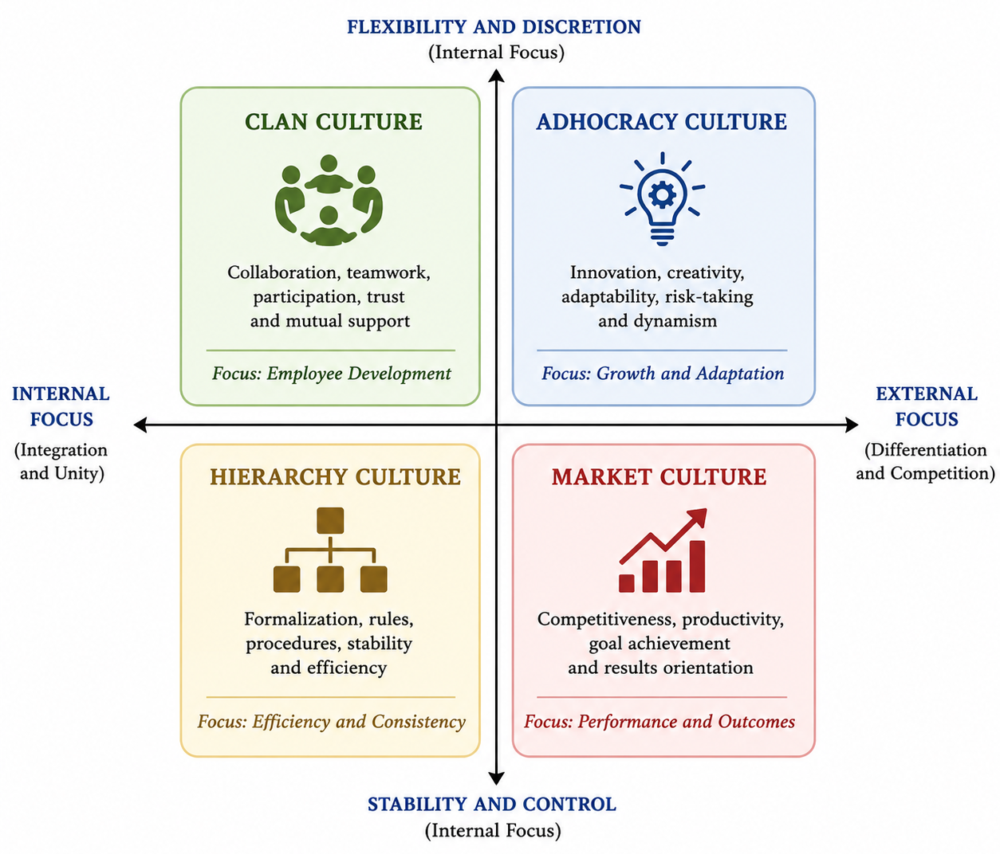 FLEXIBILITY AND DISCRETION
(Internal Focus)
CLAN CULTURE
Collaboration, teamwork,
participation, trust
and mutual support
Focus: Employee Development
ADHOCRACY CULTURE
Innovation, creativity,
adaptability, risk-taking
and dynamism
Focus: Growth and Adaptation
INTERNAL
FOCUS
(Integration
and Unity)
EXTERNAL
FOCUS
(Differentiation
and Competition)
HIERARCHY CULTURE
Formalization, rules,
procedures, stability
and efficiency
Focus: Efficiency and Consistency
MARKET CULTURE
Competitiveness, productivity,
goal achievement
and results orientation
Focus: Performance and Outcomes
STABILITY AND CONTROL
(Internal Focus)